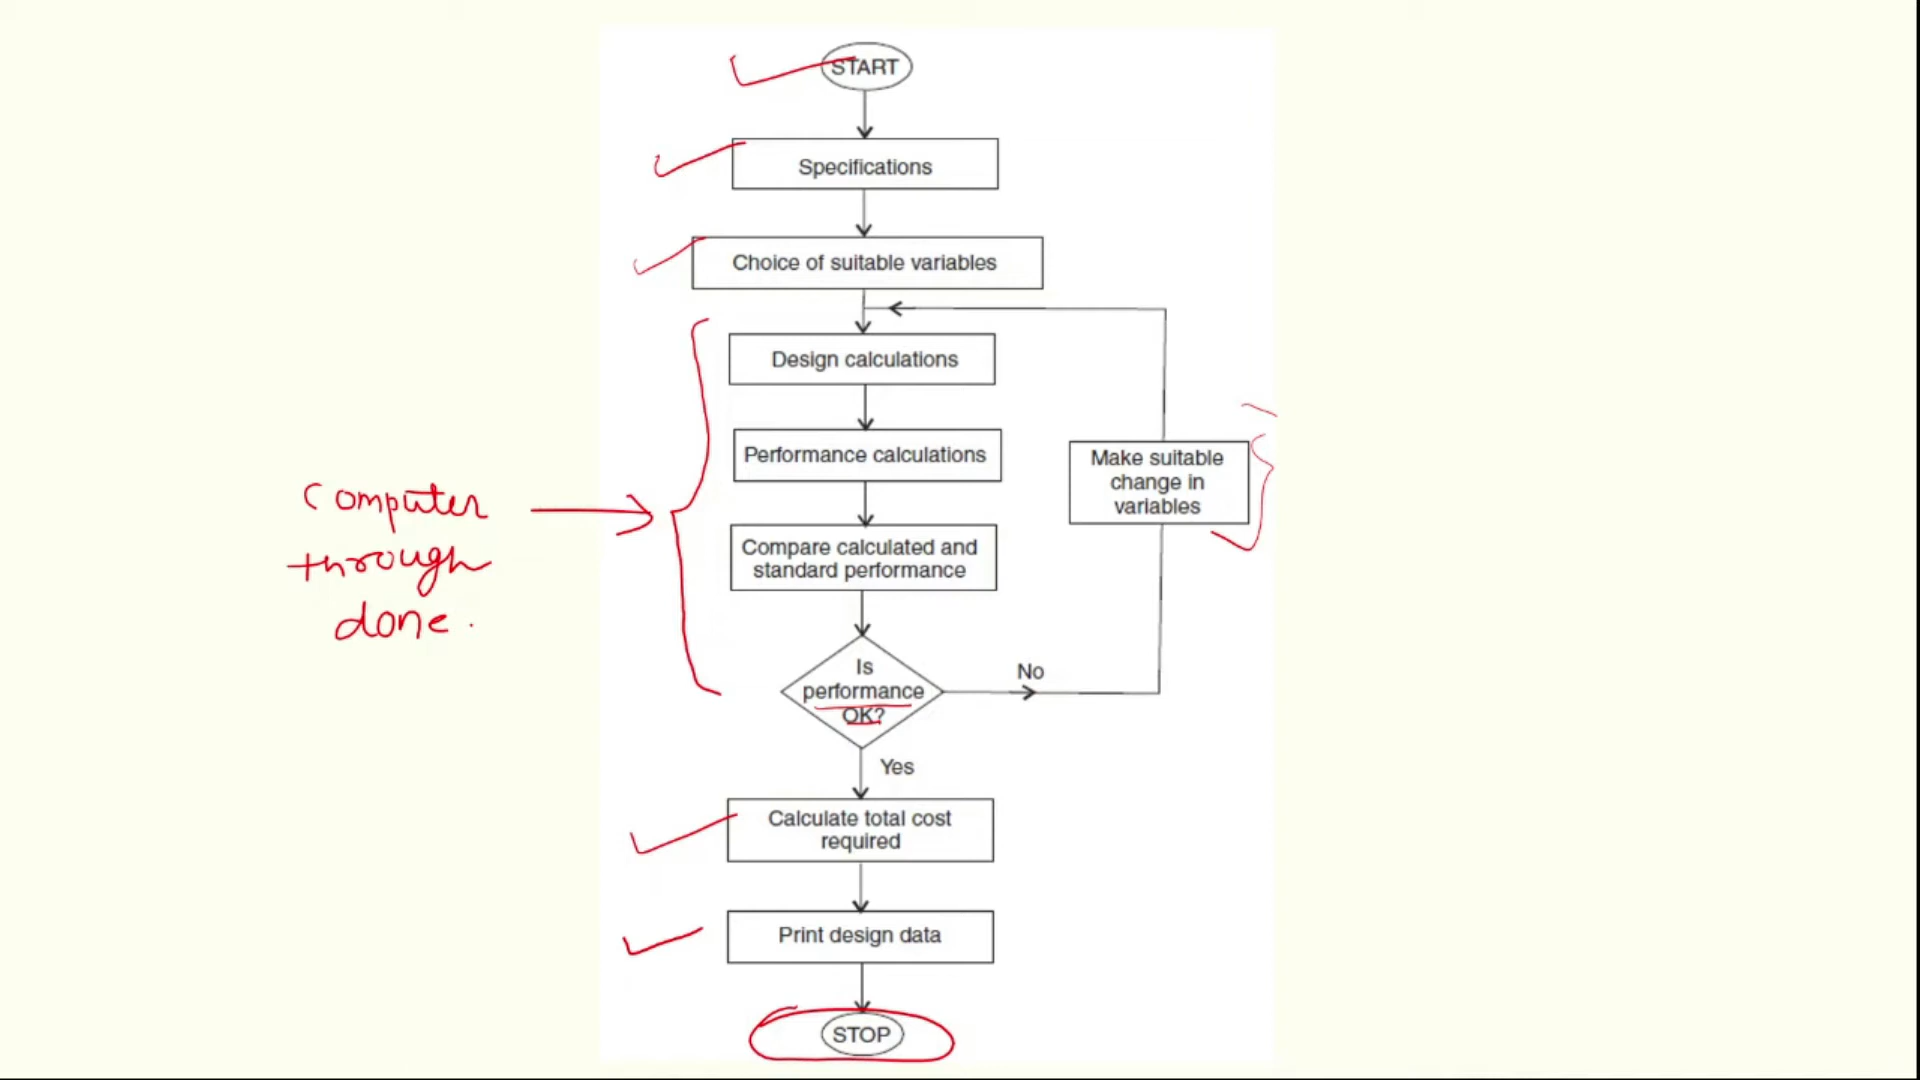 START
Specifications
Choice of suitable variables
Design calculations
Performance calculations
Make suitable
change in
variables
Computer
through
done.
Compare calculated and
standard performance
Is
performance
OK?
No
Yes
Calculate total cost
required
Print design data
STOP